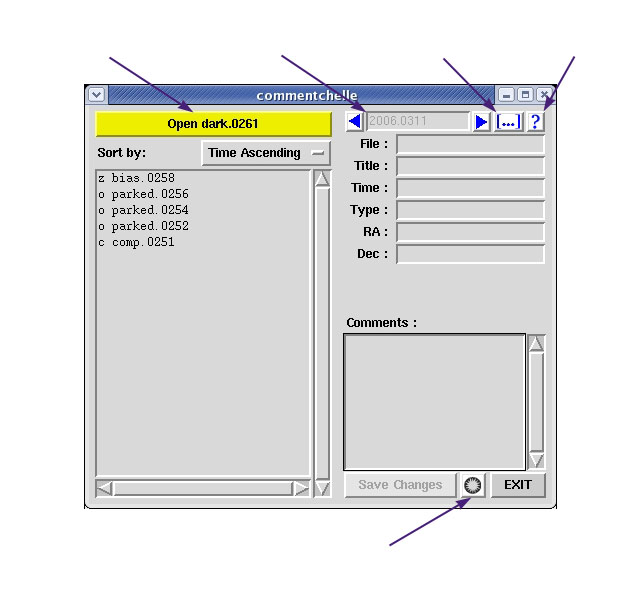 commentchelle
Open dark.0261
2006.0311
[...]
?
Sort by:
Time Ascending
z bias.0258
o parked.0256
o parked.0254
o parked.0252
c comp.0251
File :
Title :
Time :
Type :
RA :
Dec :
Comments :
Save Changes
EXIT